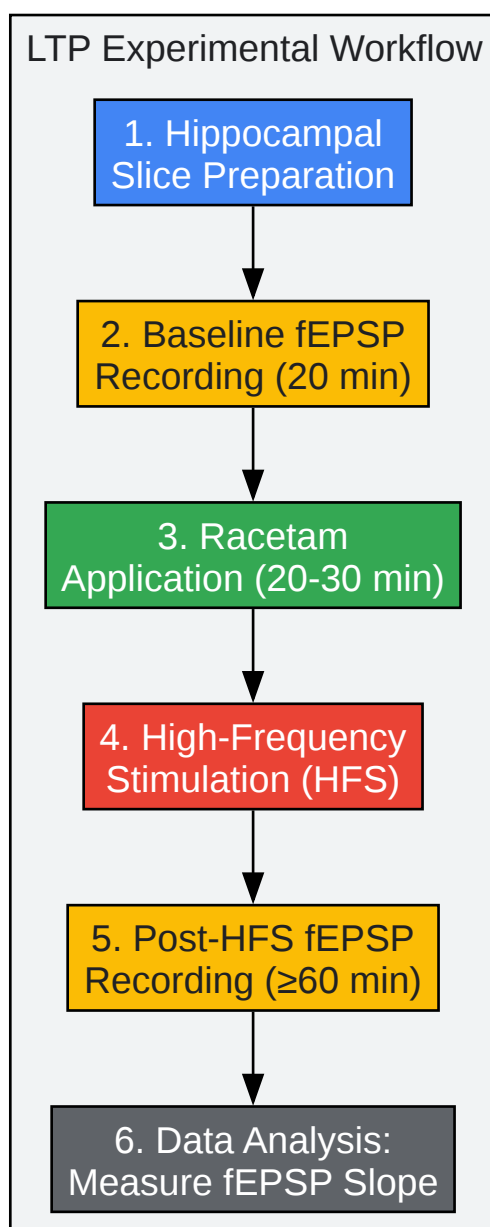 LTP Experimental Workflow
1. Hippocampal
Slice Preparation
2. Baseline fEPSP
Recording (20 min)
3. Racetam
Application (20-30 min)
4. High-Frequency
Stimulation (HFS)
5. Post-HFS fEPSP
Recording (≥60 min)
6. Data Analysis:
Measure fEPSP Slope